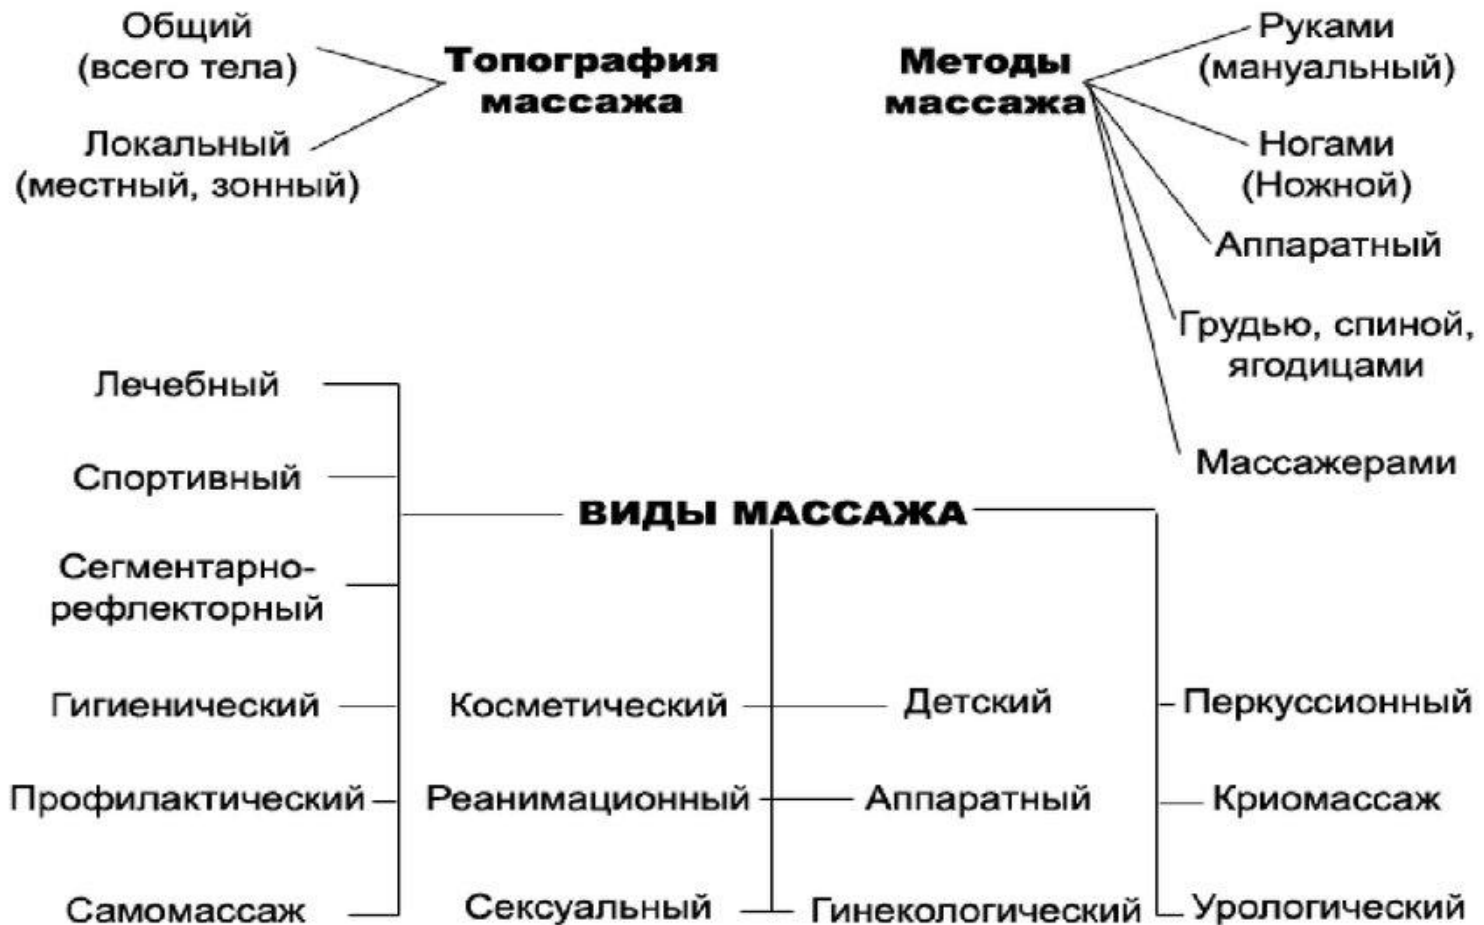 Общий
(всего тела)
Локальный
(местный, зонный)
Топография
массажа
Методы
массажа
Руками
(мануальный)
Ногами
(Ножной)
Аппаратный
Грудью, спиной,
ягодицами
Массажерами
ВИДЫ МАССАЖА
Лечебный
Спортивный
Сегментарно-
рефлекторный
Гигиенический
Профилактический
Самомассаж
Косметический
Реанимационный
Сексуальный
Детский
Аппаратный
Гинекологический
Перкуссионный
Криомассаж
Урологический